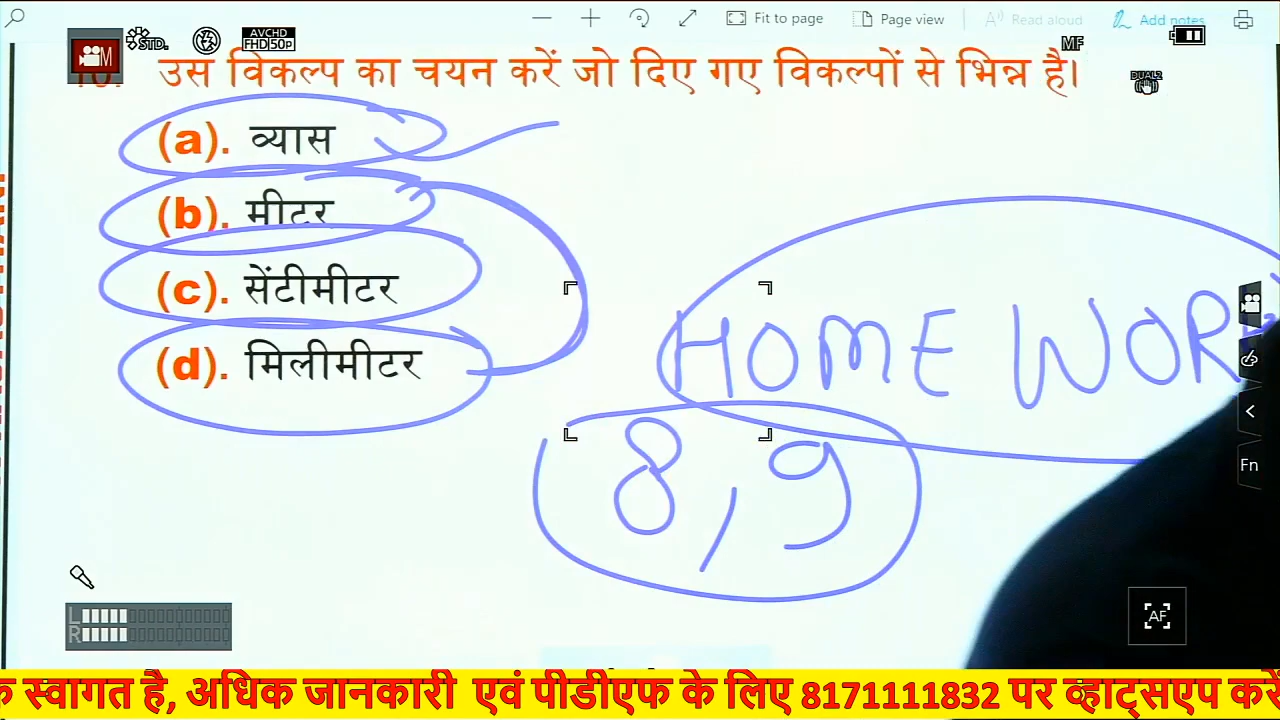 Fit to page
Page view
Read aloud
Add notes
M
STD.
AVCHD
FHD 50p
MF
DUAL2
उस विकल्प का चयन करें जो दिए गए विकल्पों से भिन्न है।
(a). व्यास
(b). मीटर
(c). सेंटीमीटर
(d). मिलीमीटर
HOME WOR
8,9
Fn
L
R
AF
स्वागत है, अधिक जानकारी एवं पीडीएफ के लिए 8171111832 पर व्हाट्सएप करें